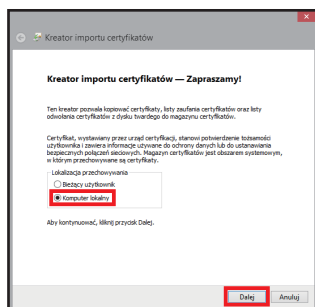 Kreator importu certyfikatów
Kreator importu certyfikatów — Zapraszamy!
Ten kreator pozwala kopiować certyfikaty, listy zaufania certyfikatów oraz listy
odwołania certyfikatów z dysku twardego do magazynu certyfikatów.
Certyfikat, wystawiany przez urząd certyfikacji, stanowi potwierdzenie tożsamości
użytkownika i zawiera informacje używane do ochrony danych lub do ustanawiania
bezpiecznych połączeń sieciowych. Magazyn certyfikatów jest obszarem systemowym,
w którym przechowywane są certyfikaty.
Lokalizacja przechowywania
Bieżący użytkownik
Komputer lokalny
Aby kontynuować, kliknij przycisk Dalej.
Dalej
Anuluj